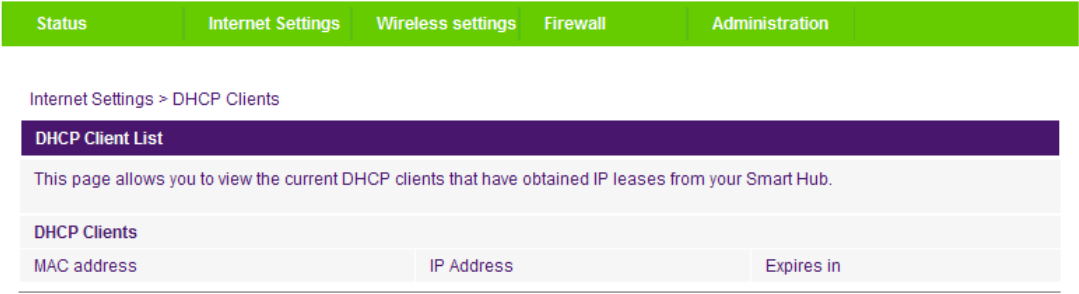 Status Internet Settings Wireless settings Firewall Administration
Internet Settings > DHCP Clients
DHCP Client List
This page allows you to view the current DHCP clients that have obtained IP leases from your Smart Hub.
DHCP Clients
MAC address IP Address Expires in